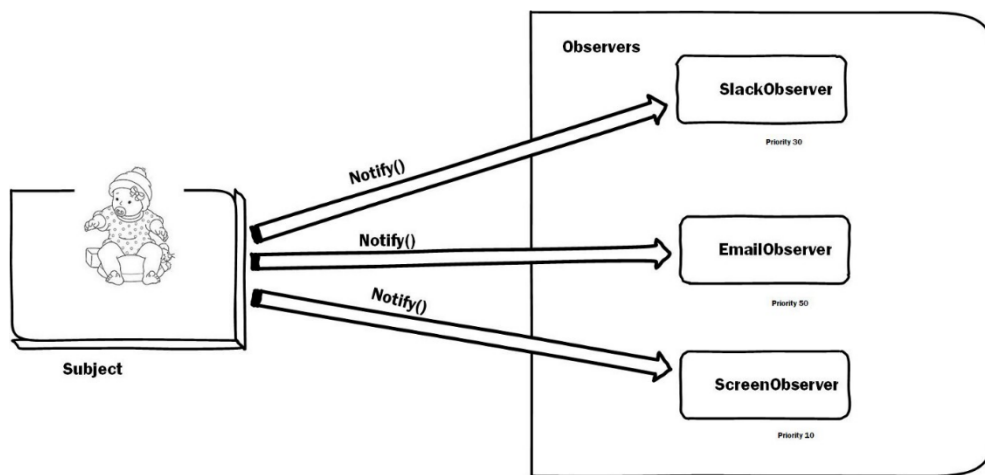 Observers
SlackObserver
Priority 30
Notify()
Notify()
EmailObserver
Priority 50
Notify()
Subject
ScreenObserver
Priority 10